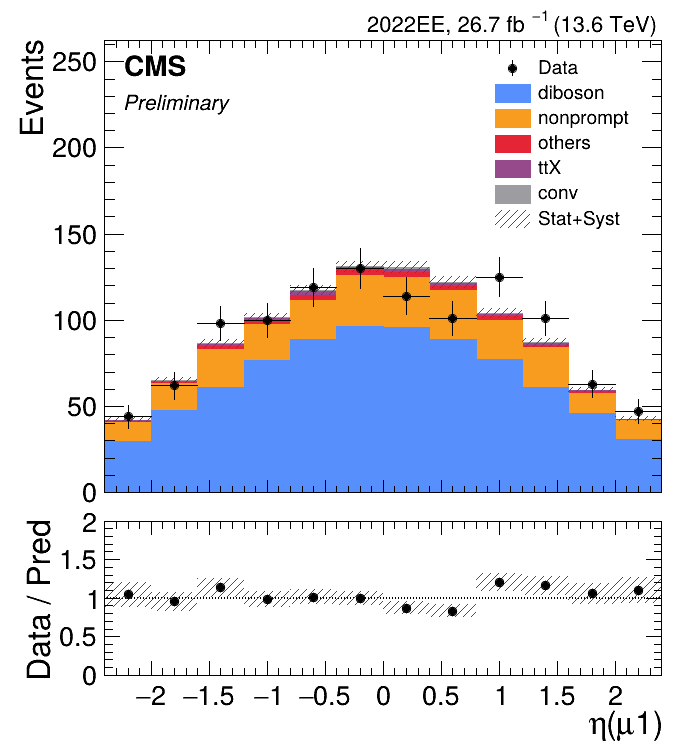 2022EE, 26.7 fb⁻¹ (13.6 TeV)
CMS
Preliminary
Events
250
200
150
100
50
0
Data
diboson
nonprompt
others
ttX
conv
Stat+Syst
Data / Pred
2
1.5
1
0.5
0
−2 −1.5 −1 −0.5 0 0.5 1 1.5 2
η(μ1)